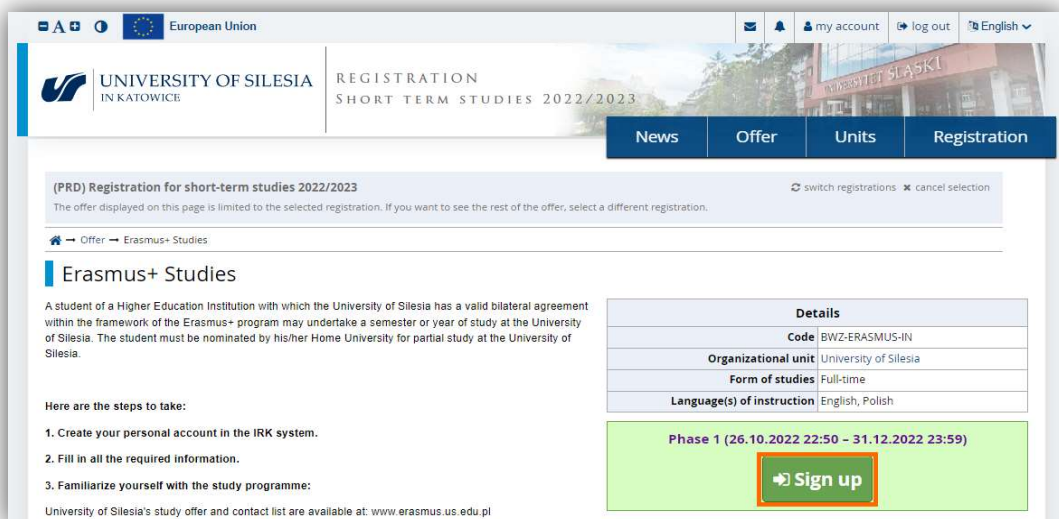 A European Union my account log out English
UNIVERSITY OF SILESIA
IN KATOWICE
REGISTRATION
SHORT TERM STUDIES 2022/2023
UNIWERSYTET ŚLĄSKI
News Offer Units Registration
(PRD) Registration for short-term studies 2022/2023 switch registrations cancel selection
The offer displayed on this page is limited to the selected registration. If you want to see the rest of the offer, select a different registration.
Offer → Erasmus+ Studies
Erasmus+ Studies
A student of a Higher Education Institution with which the University of Silesia has a valid bilateral agreement
within the framework of the Erasmus+ program may undertake a semester or year of study at the University
of Silesia. The student must be nominated by his/her Home University for partial study at the University of
Silesia.
Here are the steps to take:
1. Create your personal account in the IRK system.
2. Fill in all the required information.
3. Familiarize yourself with the study programme:
University of Silesia's study offer and contact list are available at: www.erasmus.us.edu.pl
Details
Code BWZ-ERASMUS-IN
Organizational unit University of Silesia
Form of studies Full-time
Language(s) of instruction English, Polish
Phase 1 (26.10.2022 22:50 – 31.12.2022 23:59)
Sign up